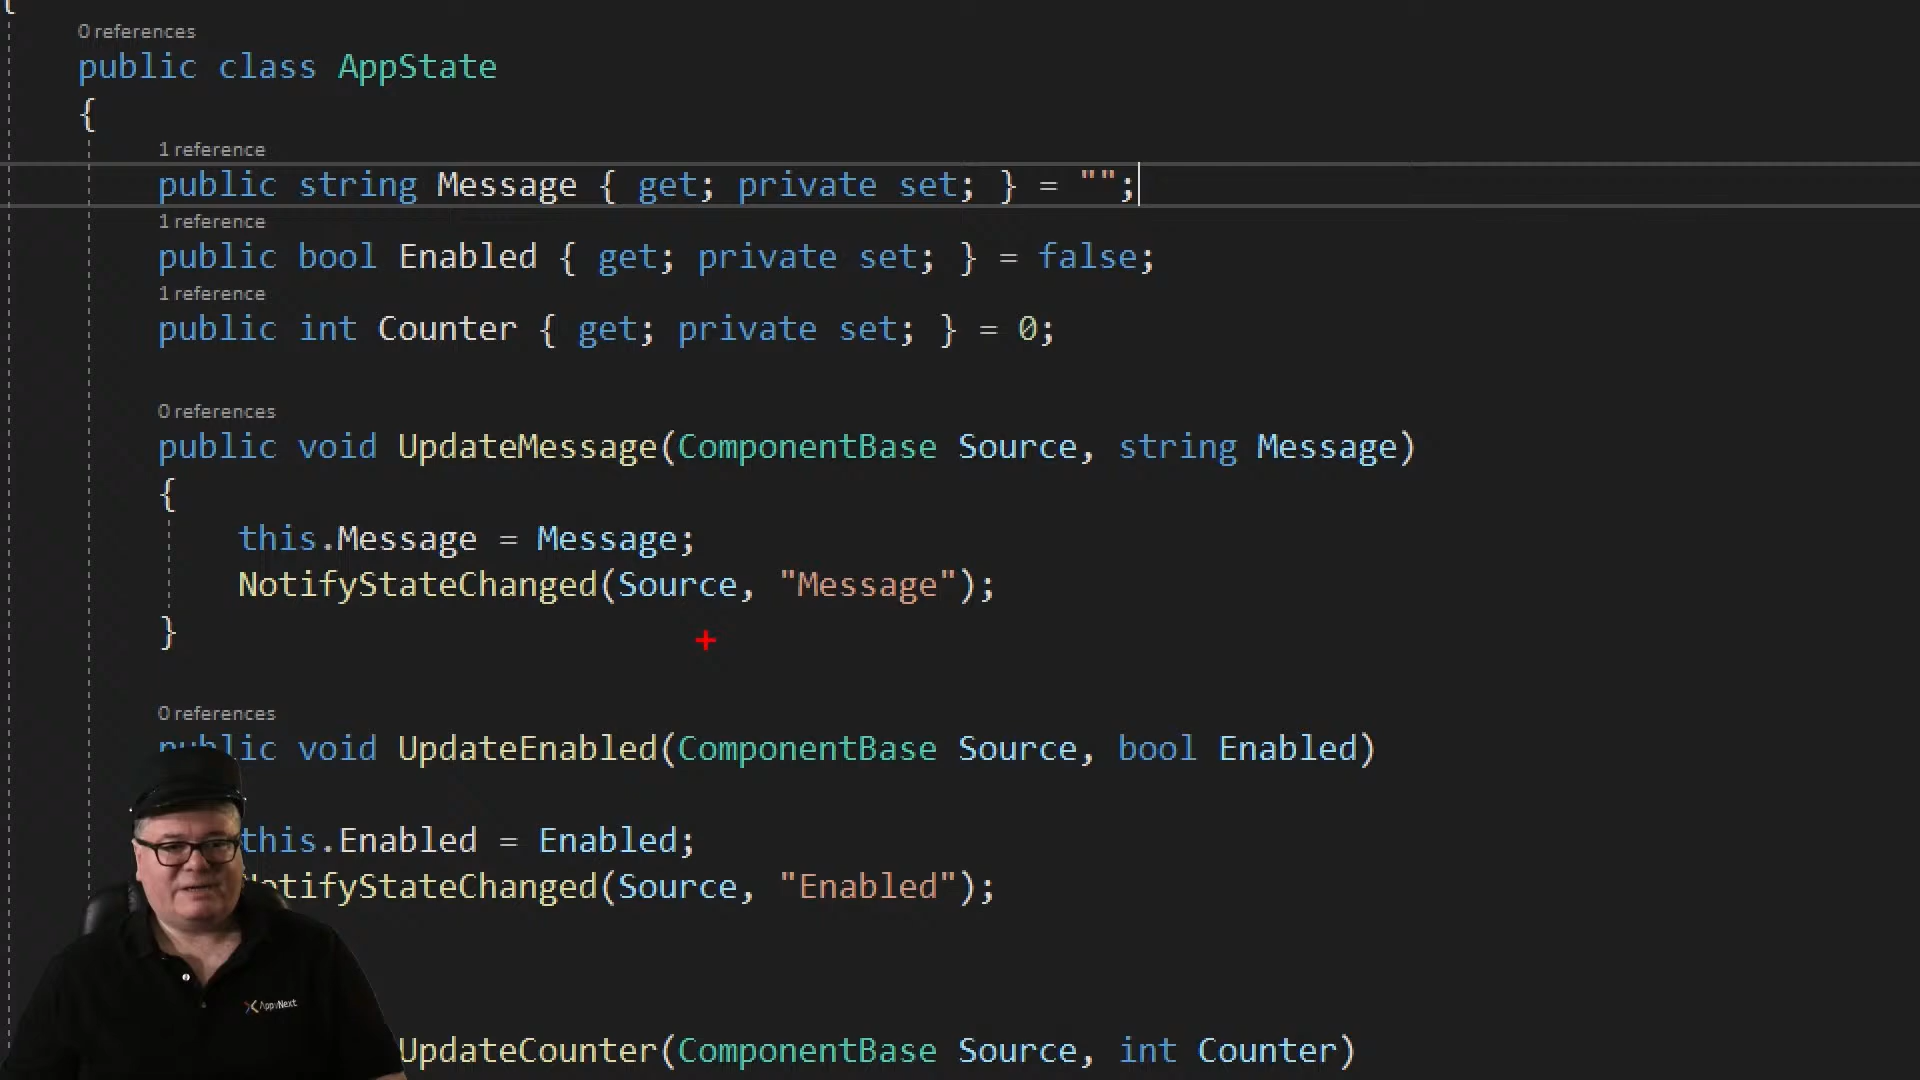 {
0 references
public class AppState
{
1 reference
public string Message { get; private set; } = "";
1 reference
public bool Enabled { get; private set; } = false;
1 reference
public int Counter { get; private set; } = 0;
0 references
public void UpdateMessage(ComponentBase Source, string Message)
{
this.Message = Message;
NotifyStateChanged(Source, "Message");
}
0 references
public void UpdateEnabled(ComponentBase Source, bool Enabled)
this.Enabled = Enabled;
NotifyStateChanged(Source, "Enabled");
AppvNext
UpdateCounter(ComponentBase Source, int Counter)